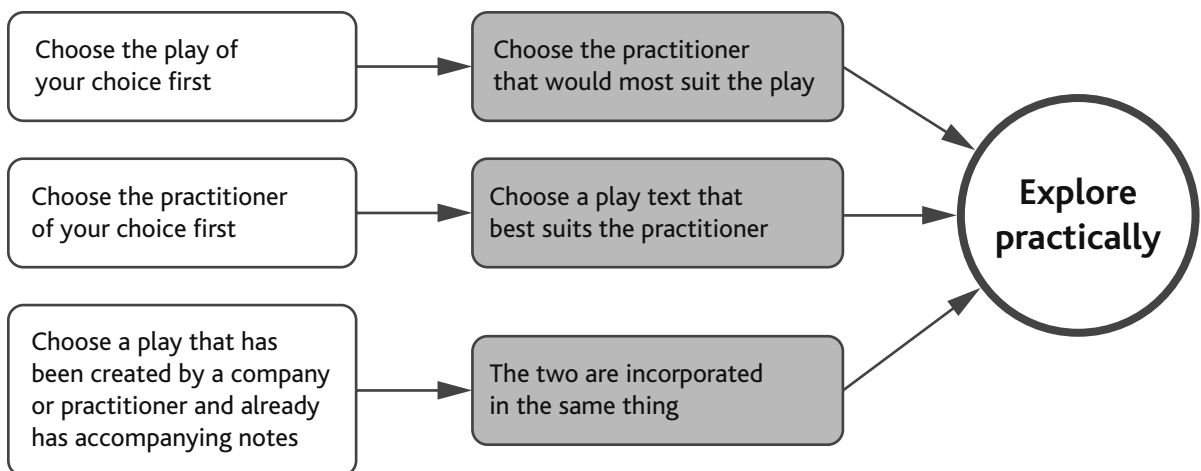 Choose the play of
your choice first
Choose the practitioner
that would most suit the play
Choose the practitioner
of your choice first
Choose a play text that
best suits the practitioner
Explore
practically
Choose a play that has
been created by a company
or practitioner and already
has accompanying notes
The two are incorporated
in the same thing